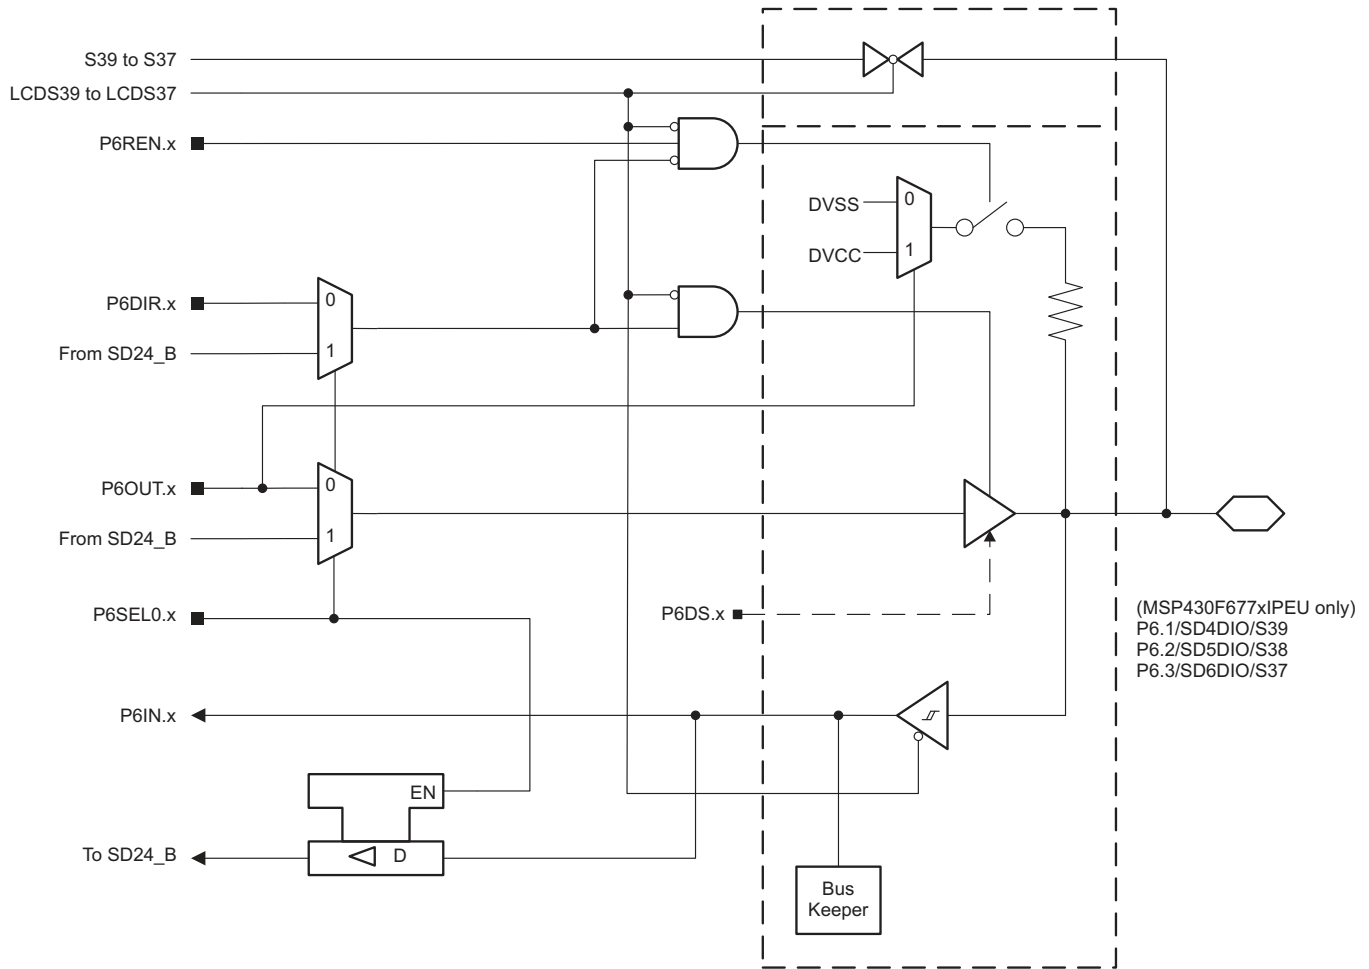 S39 to S37
LCDS39 to LCDS37
P6REN.x
DVSS
0
DVCC
1
P6DIR.x
0
From SD24_B
1
P6OUT.x
0
From SD24_B
1
P6SEL0.x
P6DS.x
(MSP430F677xIPEU only)
P6.1/SD4DIO/S39
P6.2/SD5DIO/S38
P6.3/SD6DIO/S37
P6IN.x
EN
To SD24_B
D
Bus
Keeper